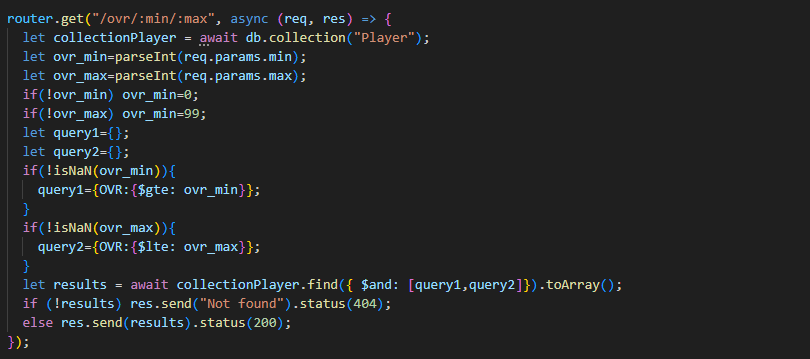 router.get("/ovr/:min/:max", async (req, res) => {
  let collectionPlayer = await db.collection("Player");
  let ovr_min=parseInt(req.params.min);
  let ovr_max=parseInt(req.params.max);
  if(!ovr_min) ovr_min=0;
  if(!ovr_max) ovr_min=99;
  let query1={};
  let query2={};
  if(!isNaN(ovr_min)){
    query1={OVR:{$gte: ovr_min}};
  }
  if(!isNaN(ovr_max)){
    query2={OVR:{$lte: ovr_max}};
  }
  let results = await collectionPlayer.find({ $and: [query1,query2]}).toArray();
  if (!results) res.send("Not found").status(404);
  else res.send(results).status(200);
});